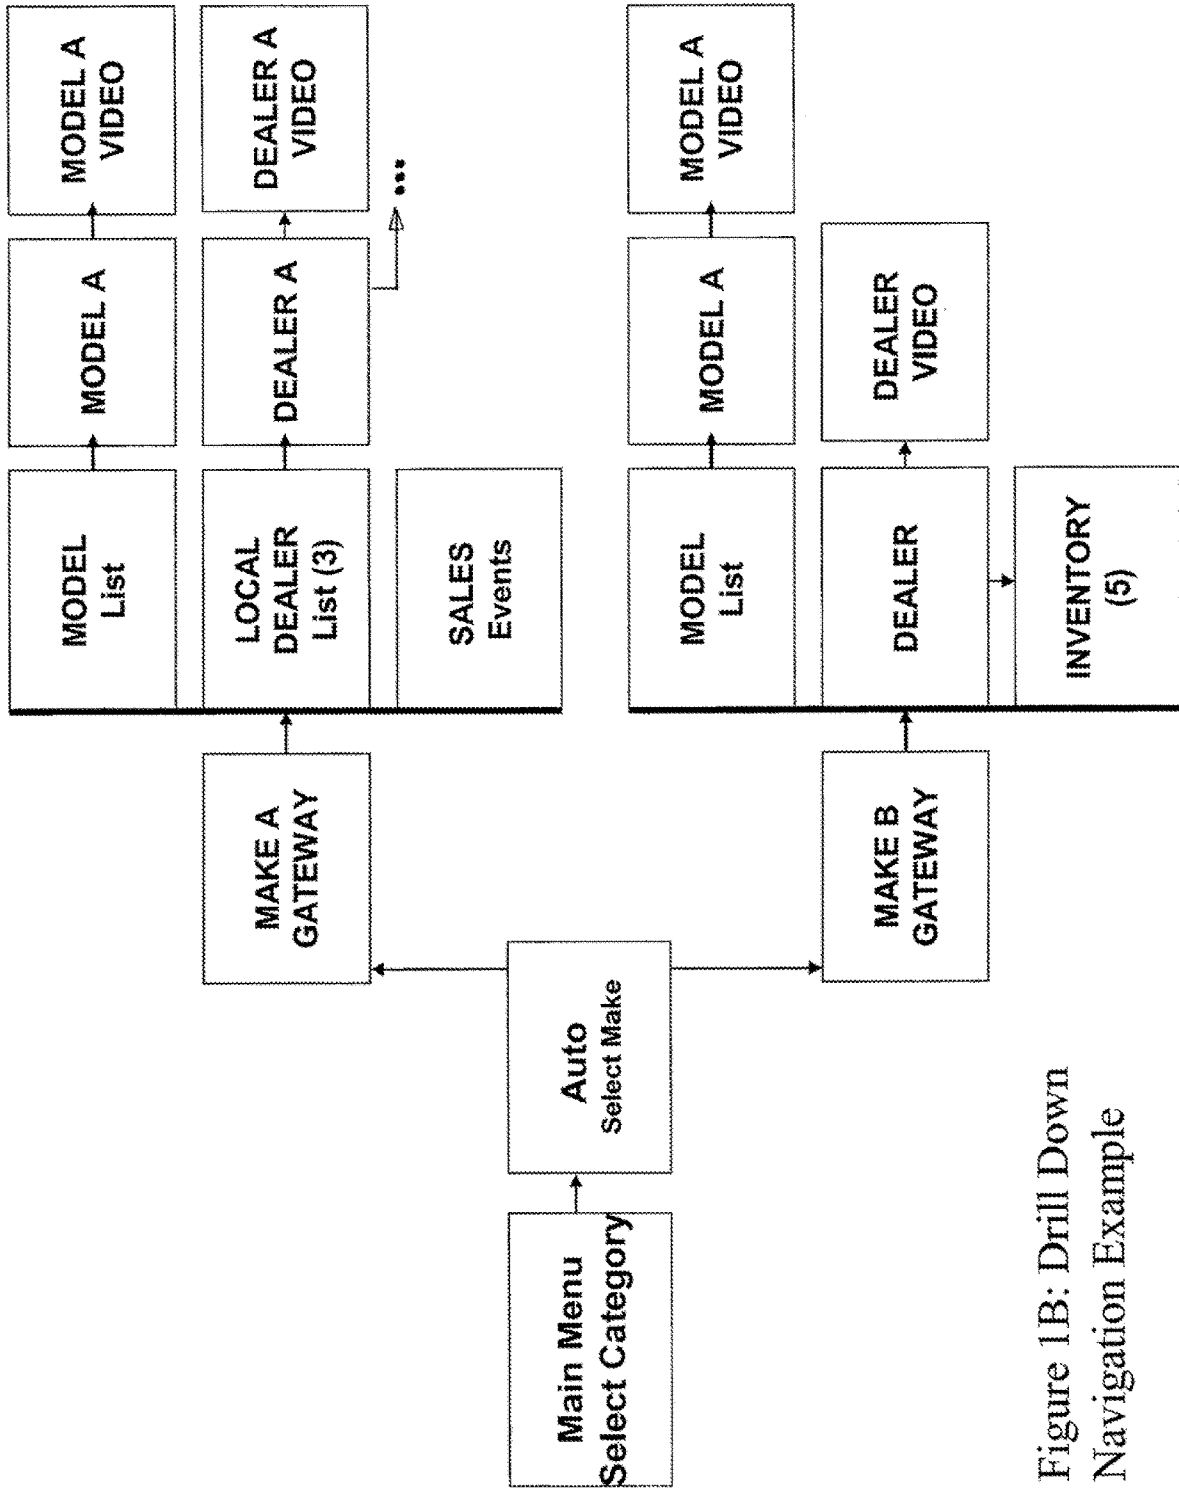 Main Menu
Select Category
Auto
Select Make
MAKE A
GATEWAY
MODEL
List
MODEL A
MODEL A
VIDEO
LOCAL
DEALER
List (3)
DEALER A
DEALER A
VIDEO
...
SALES
Events
MAKE B
GATEWAY
MODEL
List
MODEL A
MODEL A
VIDEO
DEALER
DEALER
VIDEO
INVENTORY
(5)
Figure 1B: Drill Down
Navigation Example